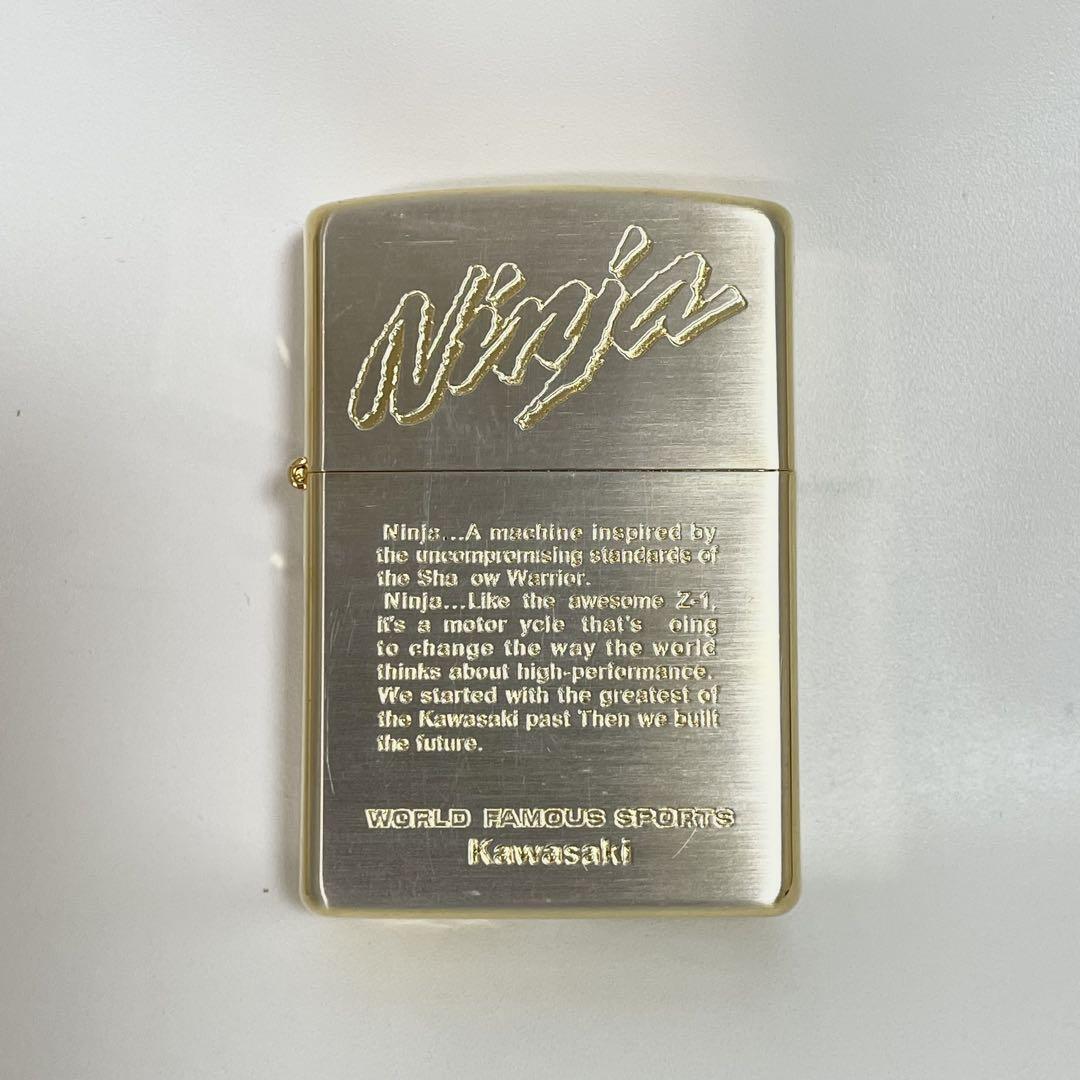 Ninja
Ninja...A machine inspired by
the uncompromising standards of
the Sha ow Warrior.
Ninja...Like the awesome Z-1,
it's a motor ycle that's oing
to change the way the world
thinks about high-performance.
We started with the greatest of
the Kawasaki past Then we built
the future.
WORLD FAMOUS SPORTS
Kawasaki